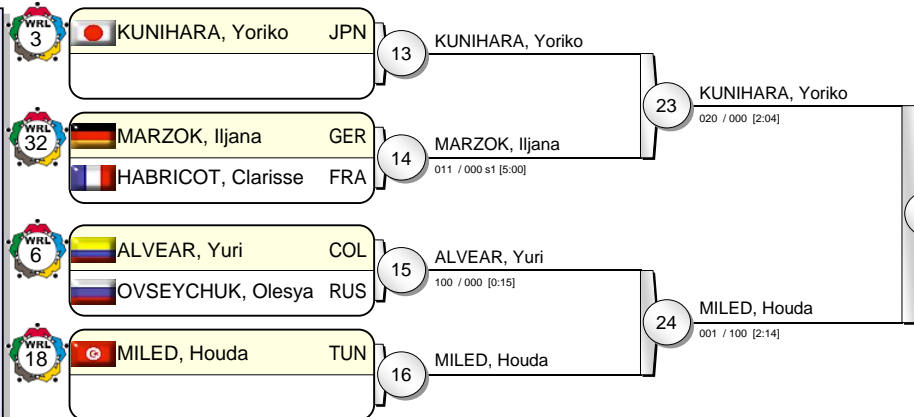 WRL
3
KUNIHARA, Yoriko JPN
13
KUNIHARA, Yoriko
23
KUNIHARA, Yoriko
020 / 000 [2:04]
WRL
32
MARZOK, Iljana GER
HABRICOT, Clarisse FRA
14
MARZOK, Iljana
011 / 000 s1 [5:00]
WRL
6
ALVEAR, Yuri COL
OVSEYCHUK, Olesya RUS
15
ALVEAR, Yuri
100 / 000 [0:15]
24
MILED, Houda
001 / 100 [2:14]
WRL
18
MILED, Houda TUN
16
MILED, Houda